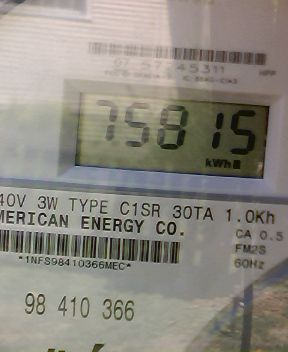 75815
kWh
40V 3W TYPE C1SR 30TA 1.0Kh
MERICAN ENERGY CO.
CA 0.5
FM2S
*1NFS98410366MEC*
60Hz
98 410 366